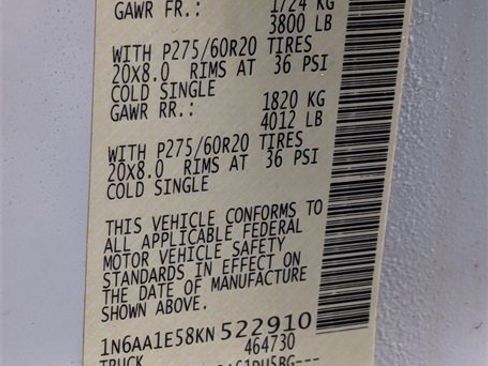 GAWR FR.: 1724 KG
3800 LB
WITH P275/60R20 TIRES
20X8.0 RIMS AT 36 PSI
COLD SINGLE
GAWR RR.: 1820 KG
4012 LB
WITH P275/60R20 TIRES
20X8.0 RIMS AT 36 PSI
COLD SINGLE
THIS VEHICLE CONFORMS TO
ALL APPLICABLE FEDERAL
MOTOR VEHICLE SAFETY
STANDARDS IN EFFECT ON
THE DATE OF MANUFACTURE
SHOWN ABOVE.
1N6AA1E58KN 522910
464730
TRUCK